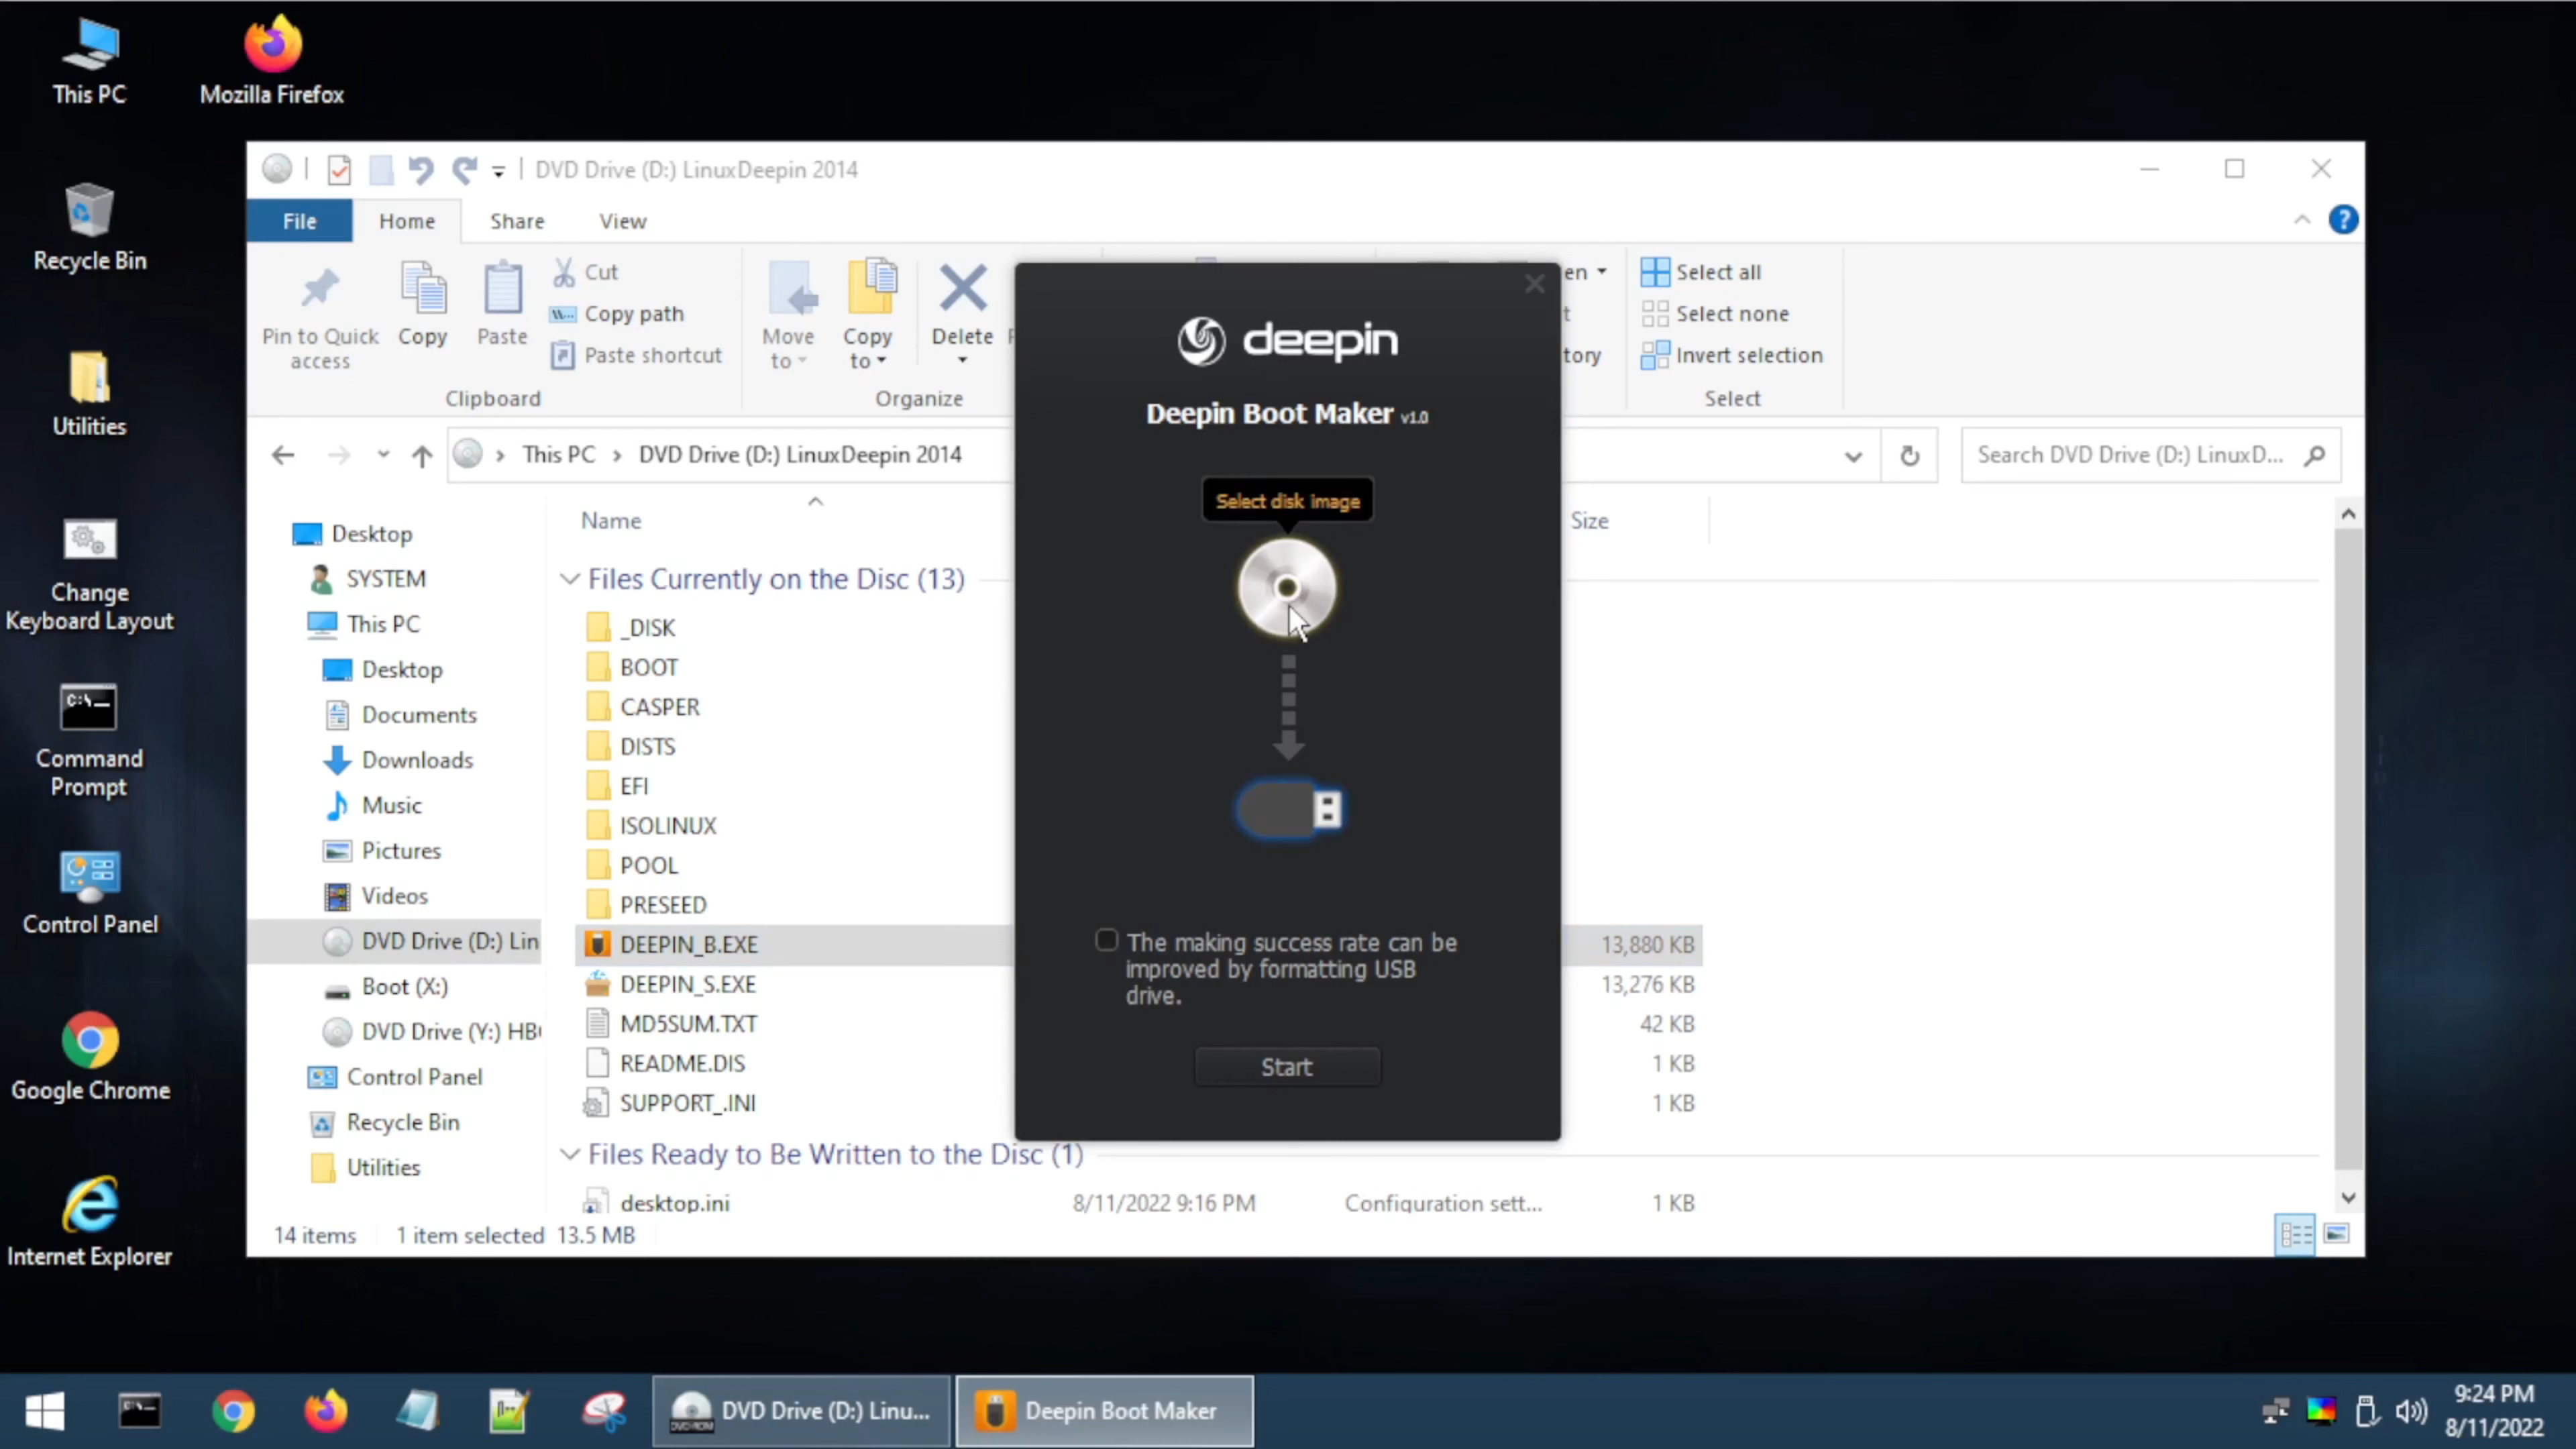 This PC
Mozilla Firefox
Recycle Bin
Utilities
Change
Keyboard Layout
C:\
Command
Prompt
Control Panel
Google Chrome
Internet Explorer
DVD Drive (D:) LinuxDeepin 2014
File
Home
Share
View
?
Pin to Quick
access
Copy
Paste
Cut
Copy path
Paste shortcut
Clipboard
Move
to
Copy
to
Delete
Organize
en
t
tory
Select all
Select none
Invert selection
Select
This PC
DVD Drive (D:) LinuxDeepin 2014
Search DVD Drive (D:) LinuxD...
Desktop
SYSTEM
This PC
Desktop
Documents
Downloads
Music
Pictures
Videos
DVD Drive (D:) Lin
Boot (X:)
DVD Drive (Y:) HB
Control Panel
Recycle Bin
Utilities
Name
Size
Files Currently on the Disc (13)
_DISK
BOOT
CASPER
DISTS
EFI
ISOLINUX
POOL
PRESEED
DEEPIN_B.EXE 13,880 KB
DEEPIN_S.EXE 13,276 KB
MD5SUM.TXT 42 KB
README.DIS 1 KB
SUPPORT_.INI 1 KB
Files Ready to Be Written to the Disc (1)
desktop.ini 8/11/2022 9:16 PM Configuration sett... 1 KB
14 items 1 item selected 13.5 MB
deepin
Deepin Boot Maker v1.0
Select disk image
The making success rate can be
improved by formatting USB
drive.
Start
DVD Drive (D:) Linu...
Deepin Boot Maker
9:24 PM
8/11/2022